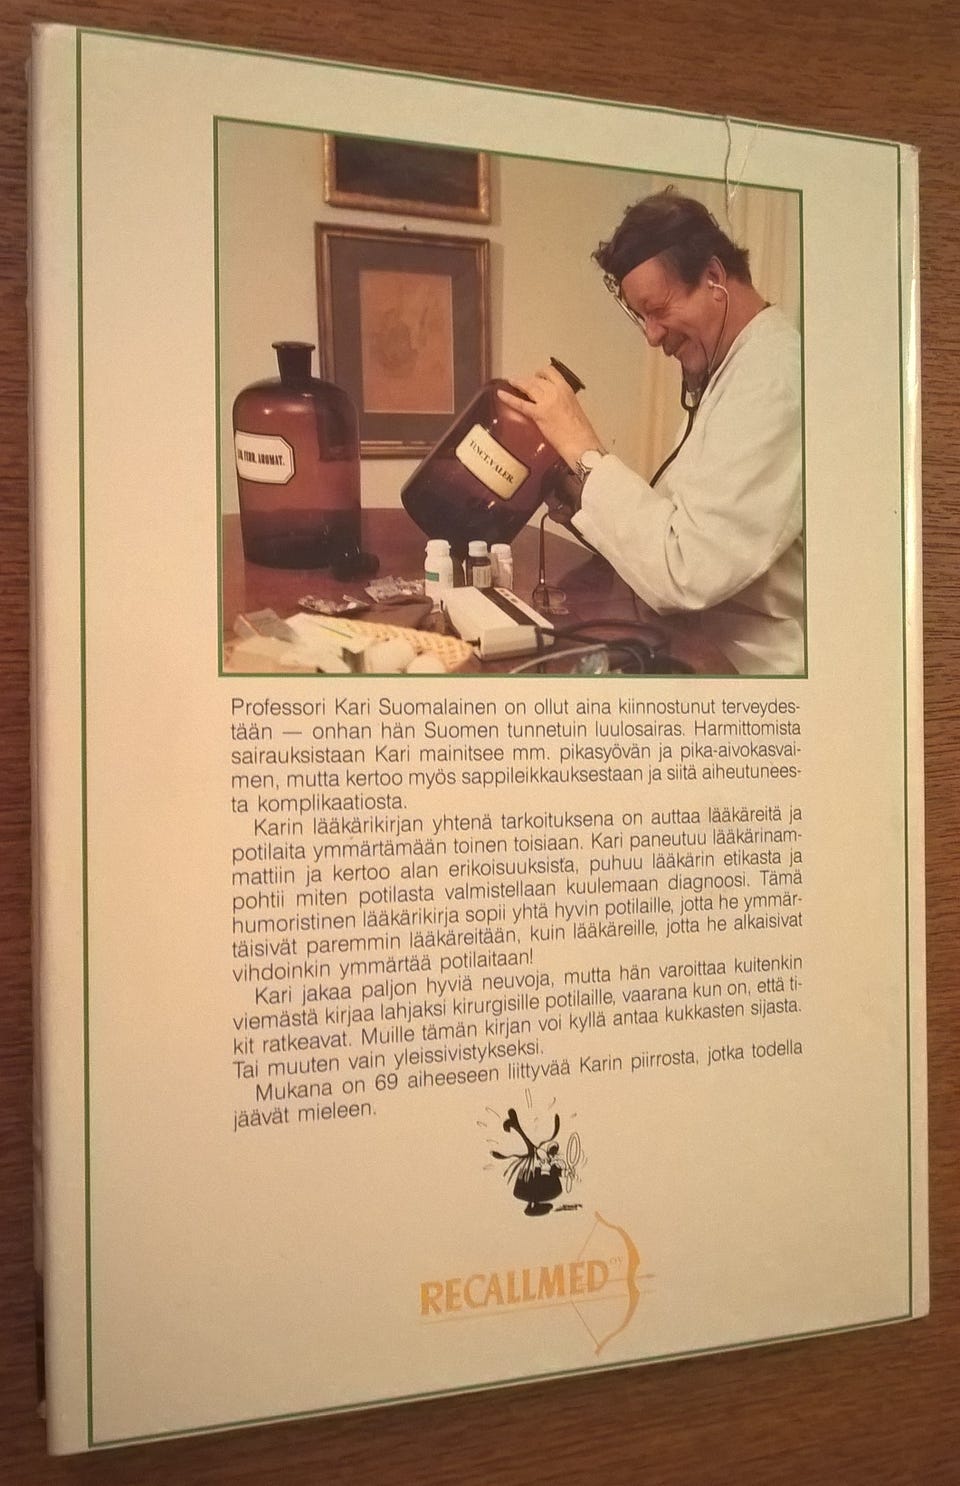 FERR. AROMAT.
TINCT. VALER.
Professori Kari Suomalainen on ollut aina kiinnostunut terveydes-
tään — onhan hän Suomen tunnetuin luulosairas. Harmittomista
sairauksistaan Kari mainitsee mm. pikasyövän ja pika-aivokasvai-
men, mutta kertoo myös sappileikkauksestaan ja siitä aiheutunees-
ta komplikaatiosta.
Karin lääkärikirjan yhtenä tarkoituksena on auttaa lääkäreitä ja
potilaita ymmärtämään toinen toisiaan. Kari paneutuu lääkärinam-
mattiin ja kertoo alan erikoisuuksista, puhuu lääkärin etikasta ja
pohtii miten potilasta valmistellaan kuulemaan diagnoosi. Tämä
humoristinen lääkärikirja sopii yhtä hyvin potilaille, jotta he ymmär-
täisivät paremmin lääkäreitään, kuin lääkäreille, jotta he alkaisivat
vihdoinkin ymmärtää potilaitaan!
Kari jakaa paljon hyviä neuvoja, mutta hän varoittaa kuitenkin
viemästä kirjaa lahjaksi kirurgisille potilaille, vaarana kun on, että ti-
kit ratkeavat. Muille tämän kirjan voi kyllä antaa kukkasten sijasta.
Tai muuten vain yleissivistykseksi.
Mukana on 69 aiheeseen liittyvää Karin piirrosta, jotka todella
jäävät mieleen.
RECALLMED OY